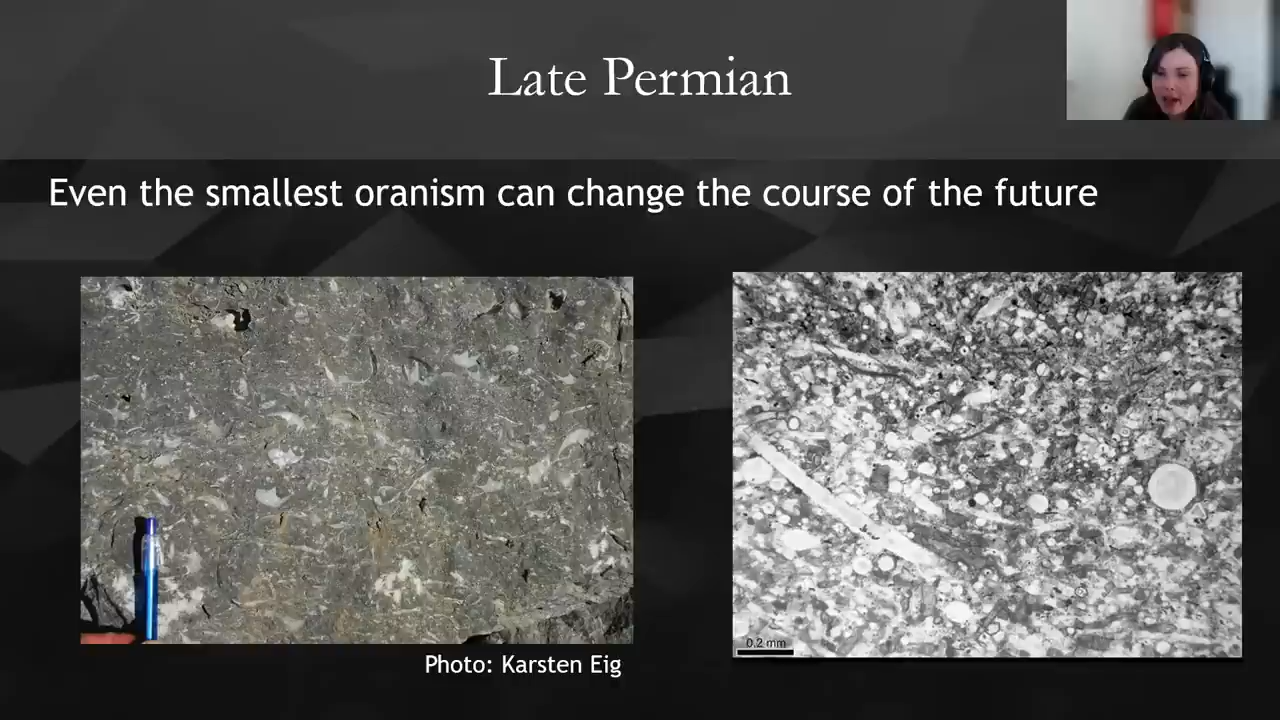 Late Permian
Even the smallest oranism can change the course of the future
0.2 mm
Photo: Karsten Eig